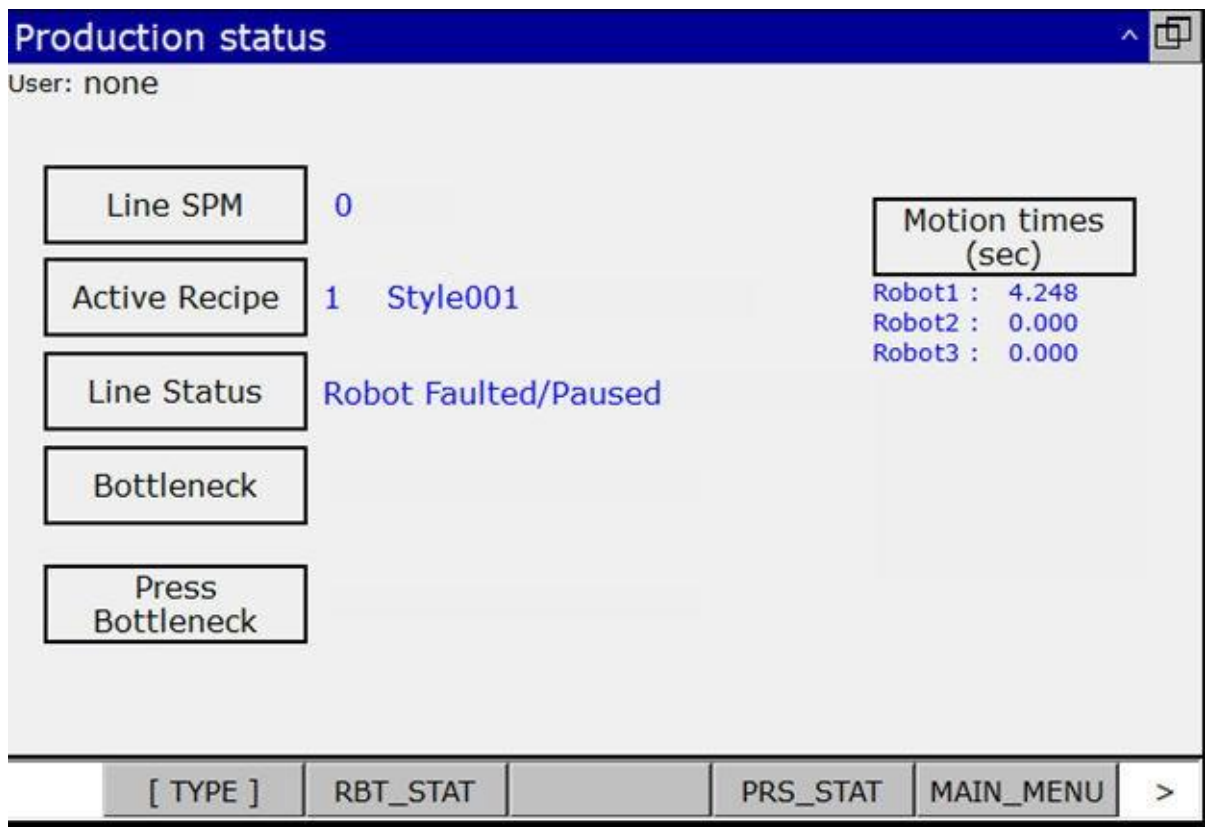 Production status ^
User: none
Line SPM 0
Motion times
(sec)
Active Recipe 1 Style001
Robot1 : 4.248
Robot2 : 0.000
Robot3 : 0.000
Line Status Robot Faulted/Paused
Bottleneck
Press
Bottleneck
[ TYPE ] RBT_STAT PRS_STAT MAIN_MENU >